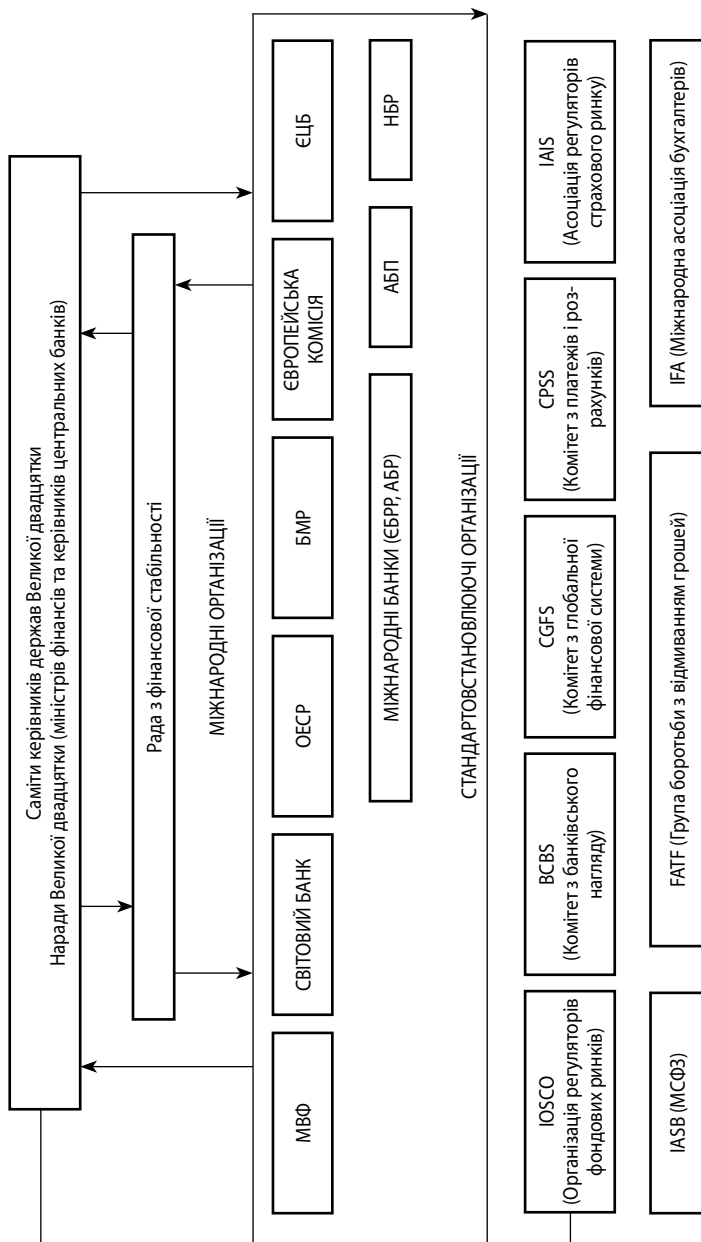 Саміти керівників держав Великої двадцятки
Наради Великої двадцятки (міністрів фінансів та керівників центральних банків)
Рада з фінансової стабільності
МІЖНАРОДНІ ОРГАНІЗАЦІЇ
МВФ
СВІТОВИЙ БАНК
ОЕСР
БМР
ЄВРОПЕЙСЬКА
КОМІСІЯ
ЄЦБ
МІЖНАРОДНІ БАНКИ (ЄБРР, АБР)
АБП
НБР
СТАНДАРТОВСТАНОВЛЮЮЧІ ОРГАНІЗАЦІЇ
IOSCO
(Організація регуляторів
фондових ринків)
BCBS
(Комітет з банківського
нагляду)
CGFS
(Комітет з глобальної
фінансової системи)
CPSS
(Комітет з платежів і роз-
рахунків)
IAIS
(Асоціація регуляторів
страхового ринку)
IASB (МСФЗ)
FATF (Група боротьби з відмиванням грошей)
IFA (Міжнародна асоціація бухгалтерів)